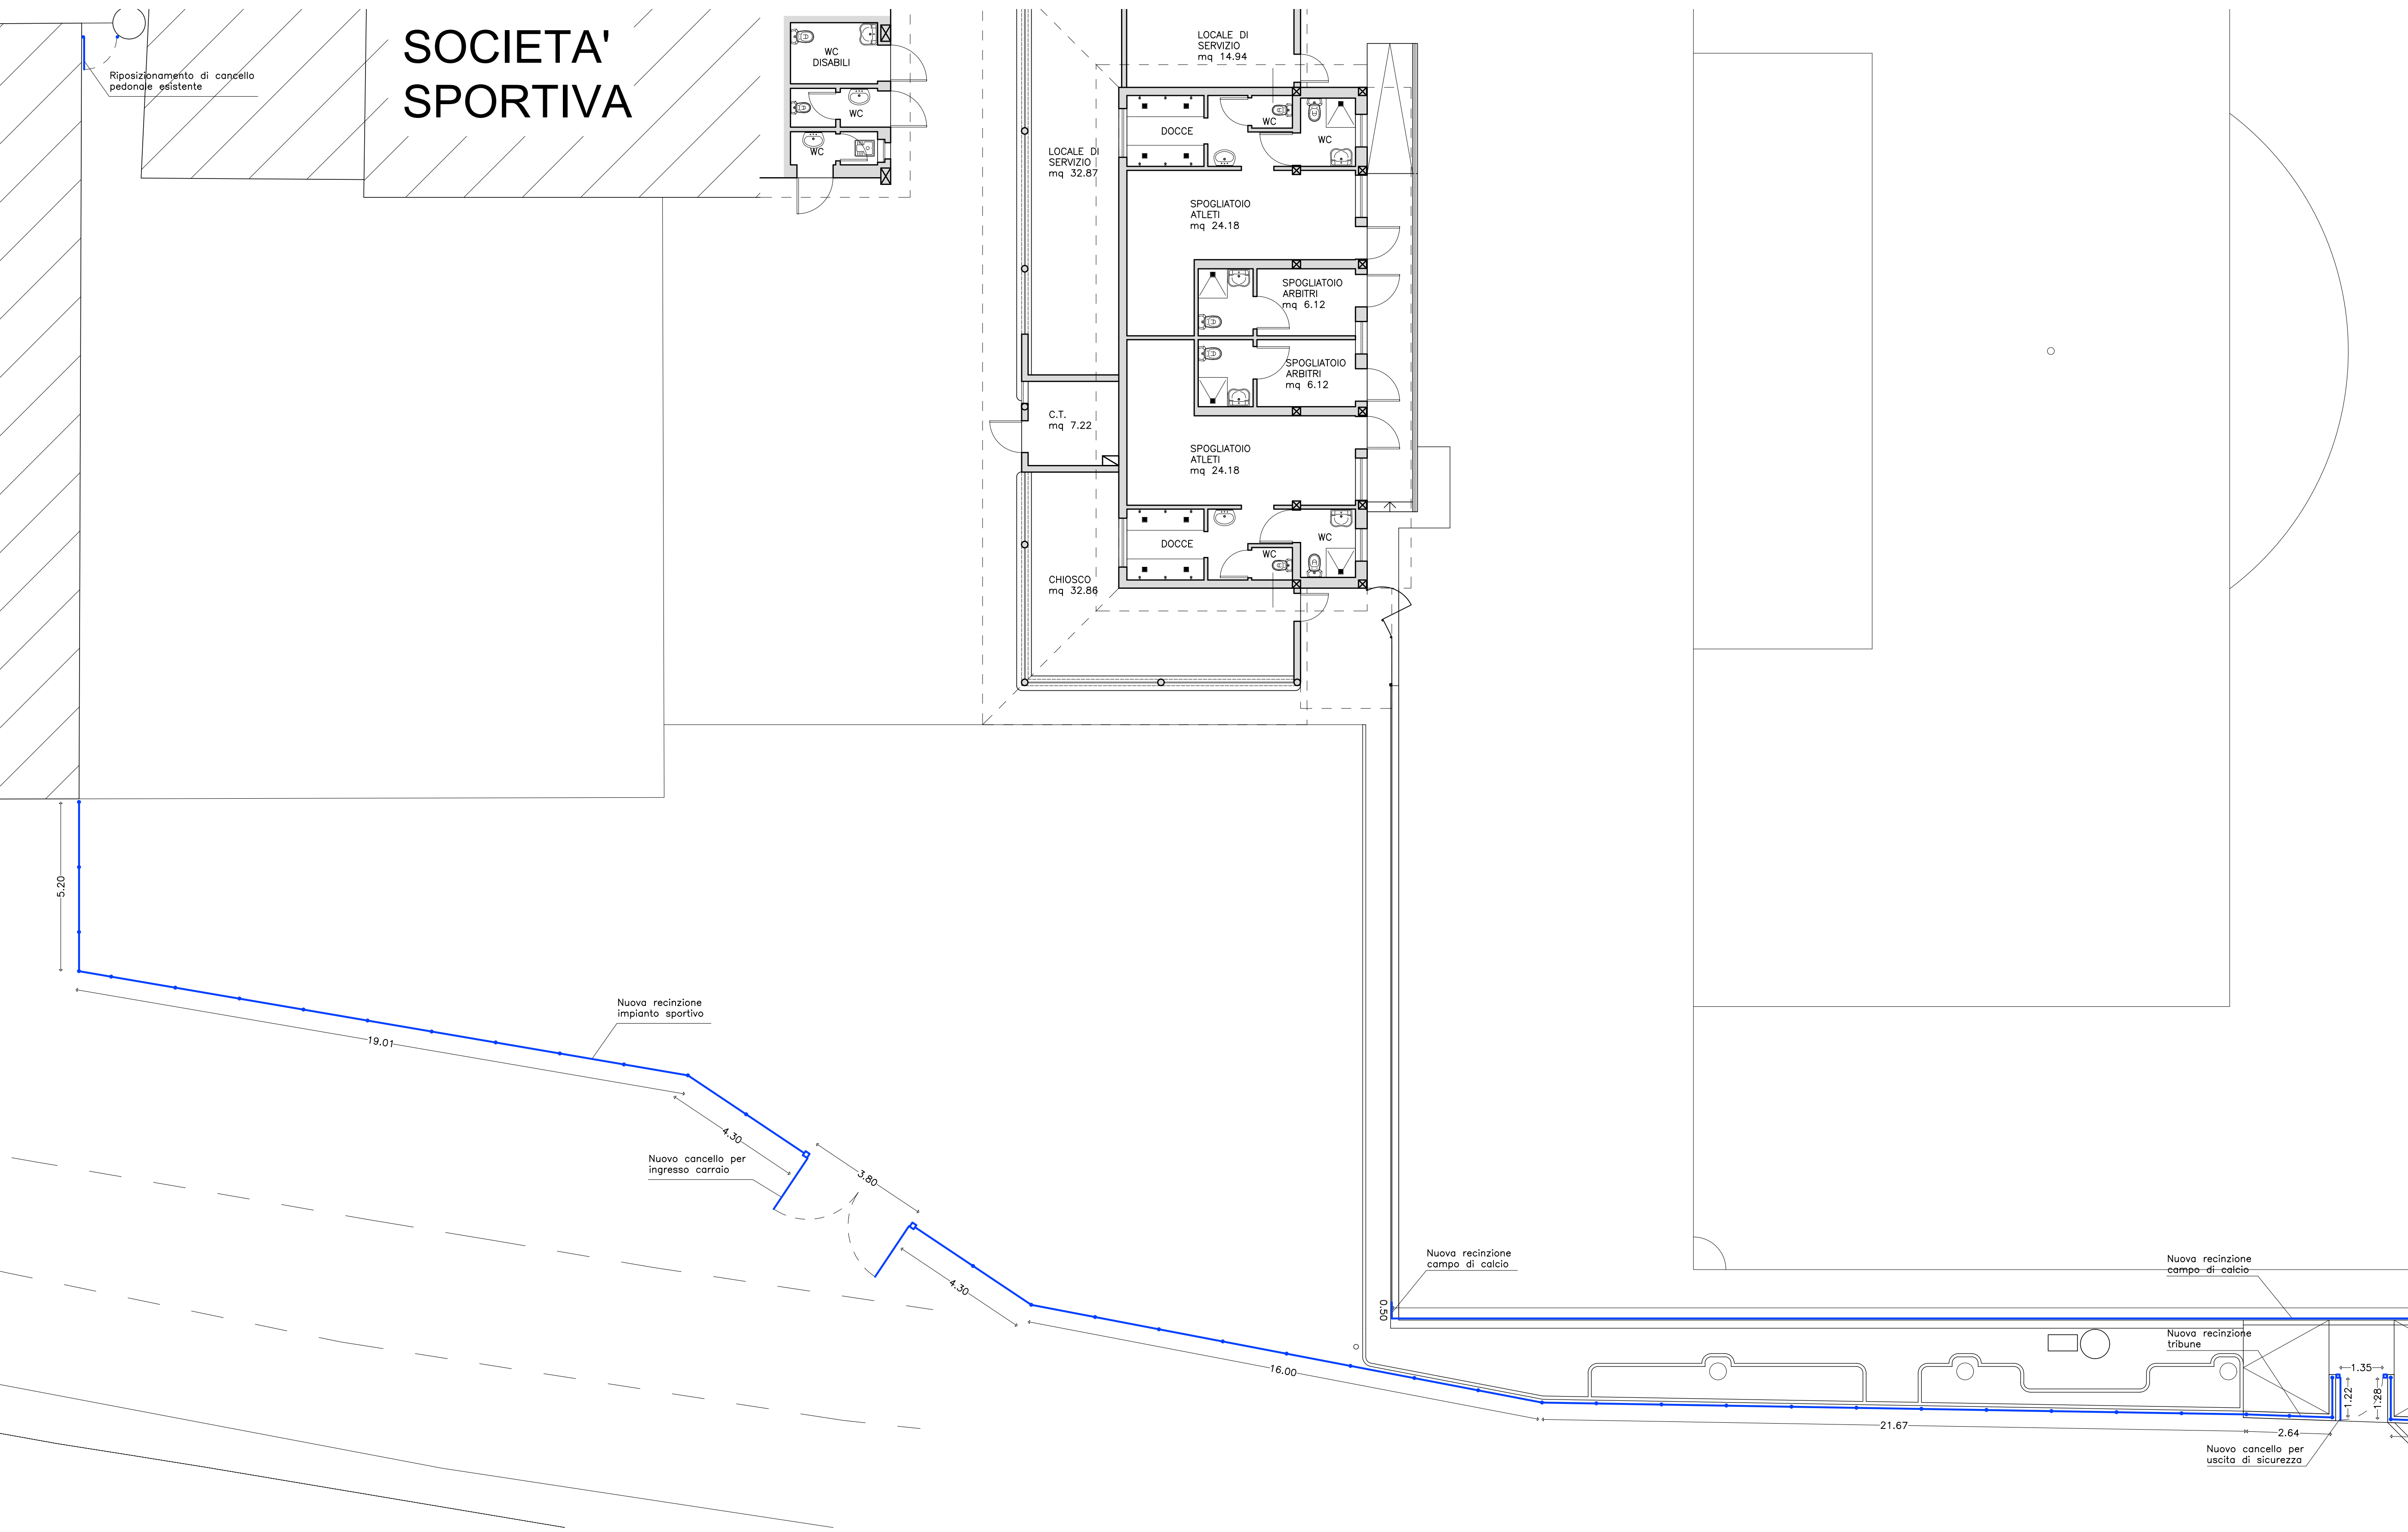 SOCIETA'
SPORTIVA
Riposizionamento di cancello
pedonale esistente
WC
DISABILI
WC
WC
LOCALE DI
SERVIZIO
mq 14.94
LOCALE DI
SERVIZIO
mq 32.87
DOCCE
WC
WC
SPOGLIATOIO
ATLETI
mq 24.18
SPOGLIATOIO
ARBITRI
mq 6.12
SPOGLIATOIO
ARBITRI
mq 6.12
C.T.
mq 7.22
SPOGLIATOIO
ATLETI
mq 24.18
DOCCE
WC
WC
CHIOSCO
mq 32.86
5.20
Nuova recinzione
impianto sportivo
19.01
4.30
Nuovo cancello per
ingresso carraio
3.80
4.30
16.00
Nuova recinzione
campo di calcio
0.50
Nuova recinzione
campo di calcio
Nuova recinzione
tribune
1.35
1.22
1.28
21.67
2.64
Nuovo cancello per
uscita di sicurezza